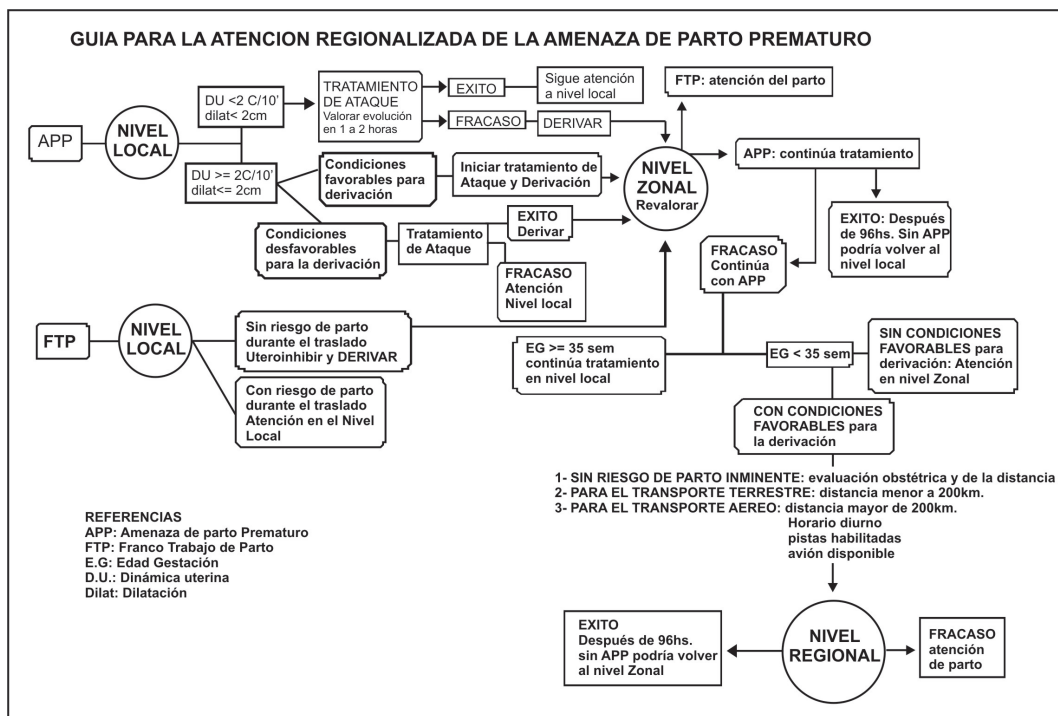 GUIA PARA LA ATENCION REGIONALIZADA DE LA AMENAZA DE PARTO PREMATURO
APP
NIVEL
LOCAL
DU <2 C/10'
dilat< 2cm
TRATAMIENTO
DE ATAQUE
Valorar evolución
en 1 a 2 horas
EXITO
Sigue atención
a nivel local
FRACASO
DERIVAR
DU >= 2C/10'
dilat<= 2cm
Condiciones
favorables para
derivación
Iniciar tratamiento de
Ataque y Derivación
Condiciones
desfavorables
para la derivación
Tratamiento
de Ataque
EXITO
Derivar
FRACASO
Atención
Nivel local
NIVEL
ZONAL
Revalorar
FTP: atención del parto
APP: continúa tratamiento
EXITO: Después
de 96hs. Sin APP
podría volver al
nivel local
FRACASO
Continúa
con APP
FTP
NIVEL
LOCAL
Sin riesgo de parto
durante el traslado
Uteroinhibir y DERIVAR
Con riesgo de parto
durante el traslado
Atención en el Nivel
Local
EG >= 35 sem
continúa tratamiento
en nivel local
EG < 35 sem
SIN CONDICIONES
FAVORABLES para
derivación: Atención
en nivel Zonal
CON CONDICIONES
FAVORABLES para
la derivación
1- SIN RIESGO DE PARTO INMINENTE: evaluación obstétrica y de la distancia
2- PARA EL TRANSPORTE TERRESTRE: distancia menor a 200km.
3- PARA EL TRANSPORTE AEREO: distancia mayor de 200km.
Horario diurno
pistas habilitadas
avión disponible
REFERENCIAS
APP: Amenaza de parto Prematuro
FTP: Franco Trabajo de Parto
E.G: Edad Gestación
D.U.: Dinámica uterina
Dilat: Dilatación
EXITO
Después de 96hs.
sin APP podría volver
al nivel Zonal
NIVEL
REGIONAL
FRACASO
atención
de parto